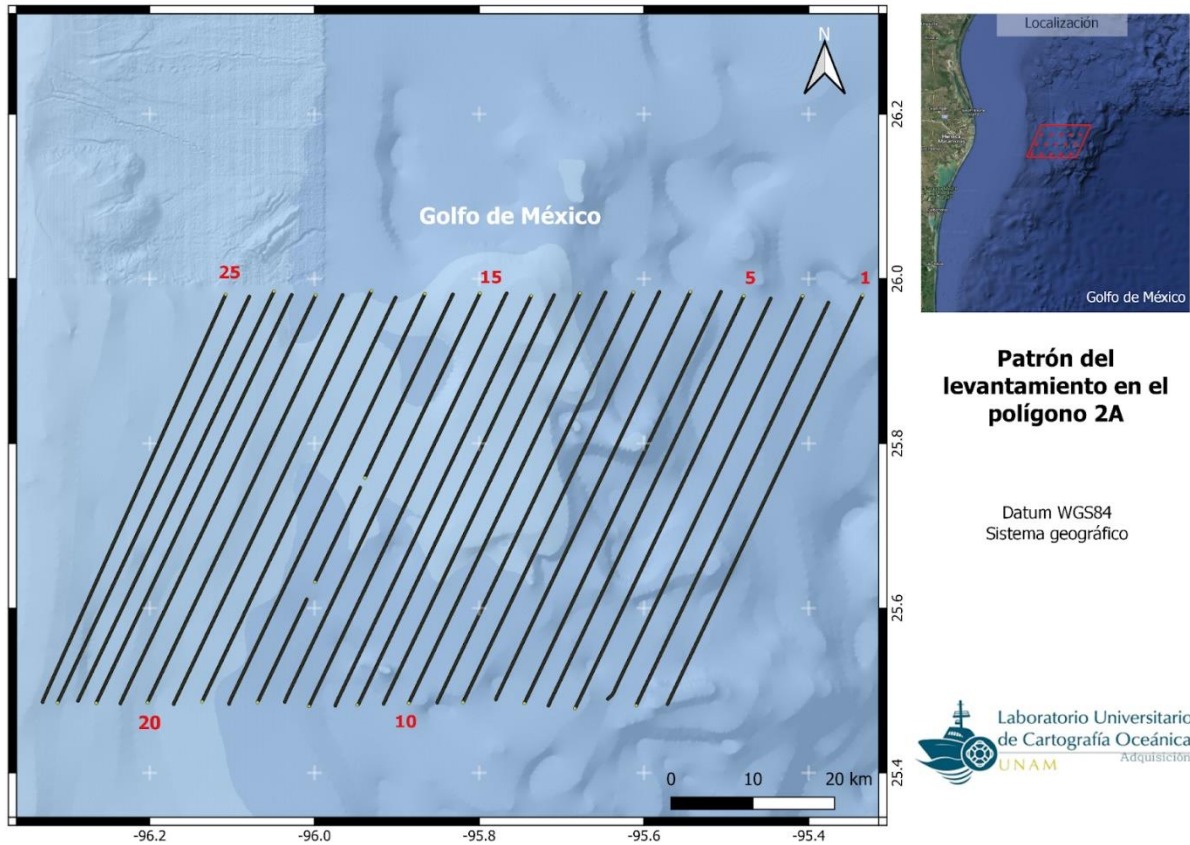 N
Golfo de México
25
15
5
1
20
10
0
10
20 km
26.2
26.0
25.8
25.6
25.4
-96.2
-96.0
-95.8
-95.6
-95.4
Localización
Golfo de México
Patrón del
levantamiento en el
polígono 2A
Datum WGS84
Sistema geográfico
Laboratorio Universitario
de Cartografía Oceánica
UNAM
Adquisición